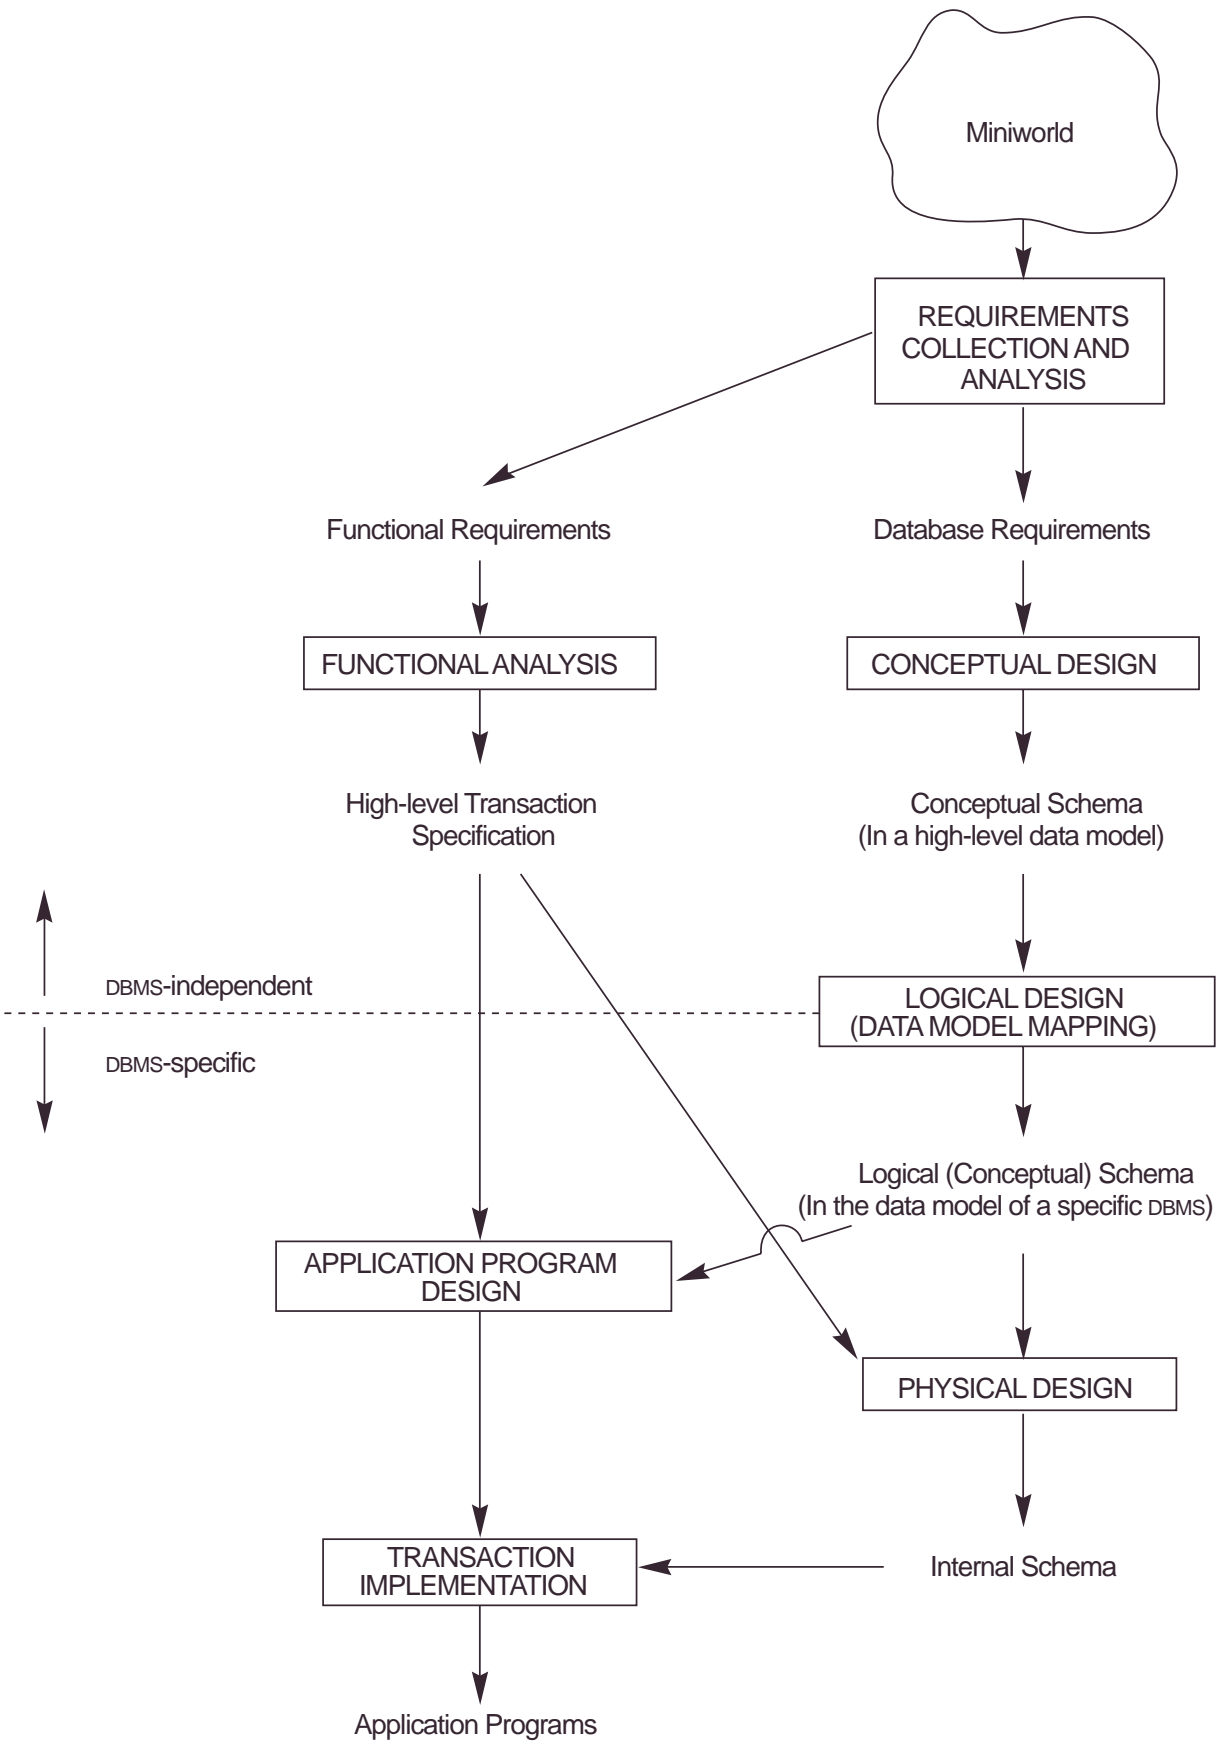 Miniworld
REQUIREMENTS
COLLECTION AND
ANALYSIS
Functional Requirements
Database Requirements
FUNCTIONAL ANALYSIS
CONCEPTUAL DESIGN
High-level Transaction
Specification
Conceptual Schema
(In a high-level data model)
DBMS-independent
LOGICAL DESIGN
(DATA MODEL MAPPING)
DBMS-specific
Logical (Conceptual) Schema
(In the data model of a specific DBMS)
APPLICATION PROGRAM
DESIGN
PHYSICAL DESIGN
TRANSACTION
IMPLEMENTATION
Internal Schema
Application Programs